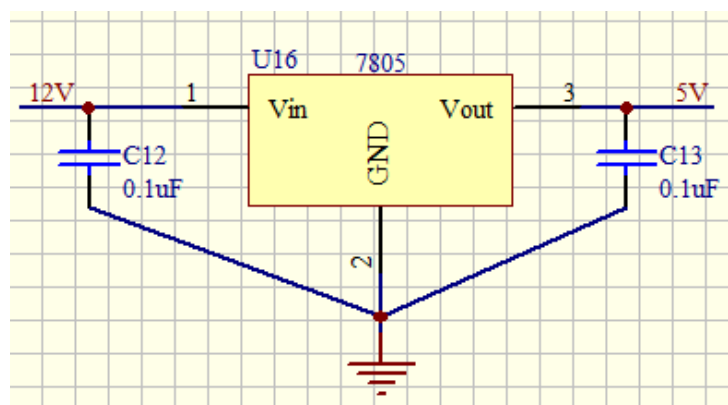 U16 7805
12V 1 Vin Vout 3 5V
GND
C12 C13
0.1uF 0.1uF
2